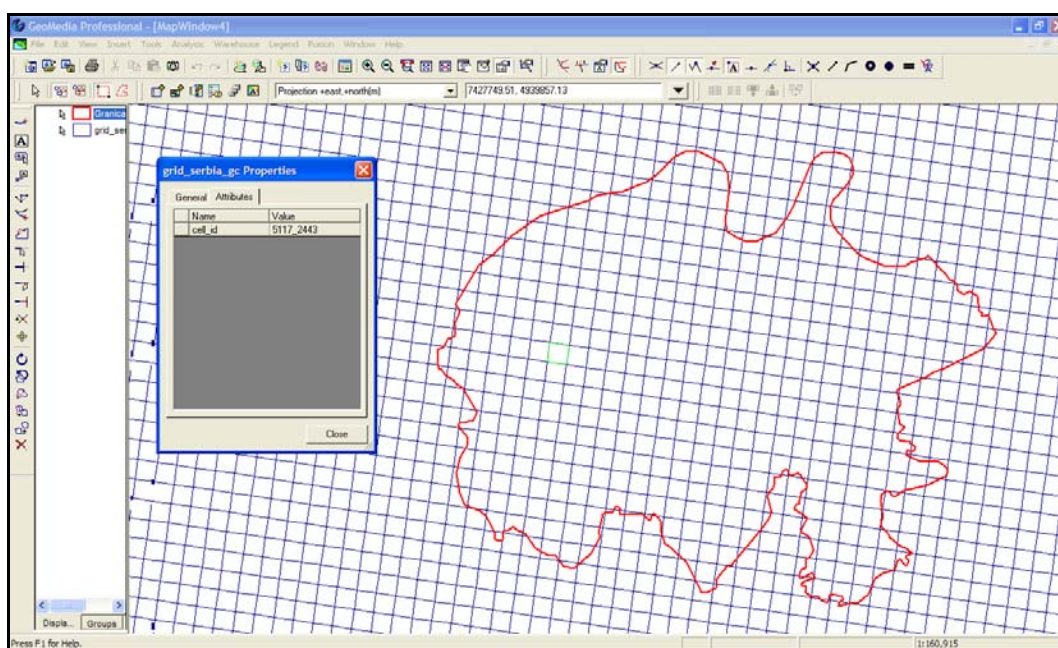 GeoMedia Professional - [MapWindow4]
File Edit View Insert Tools Analysis Warehouse Legend Fusion Window Help
Projection +east,+north(m) 7427749.51, 4939857.13
Granica
grid_ser
grid_serbia_gc Properties
General Attributes
Name Value
cell_id 5117_2443
Close
Displa... Groups
Press F1 for Help. 1:160,915